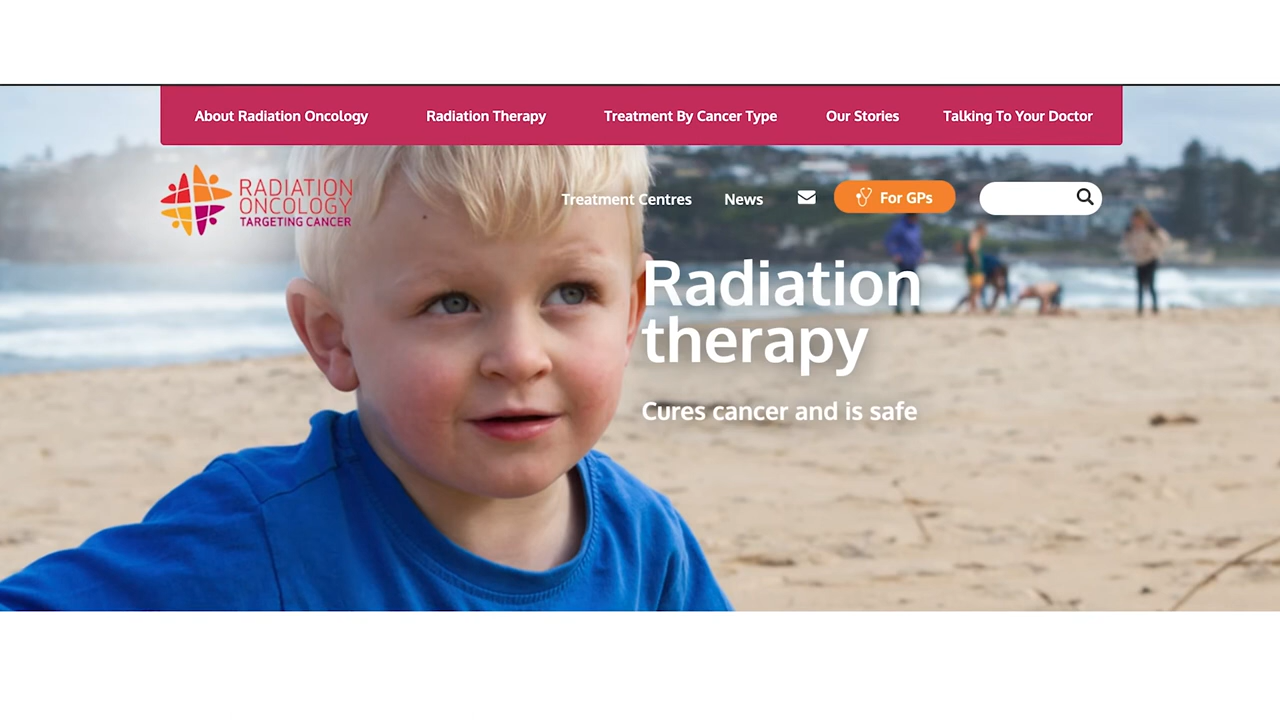 About Radiation Oncology Radiation Therapy Treatment By Cancer Type Our Stories Talking To Your Doctor
RADIATION
ONCOLOGY
TARGETING CANCER
Treatment Centres News For GPs
Radiation
therapy
Cures cancer and is safe